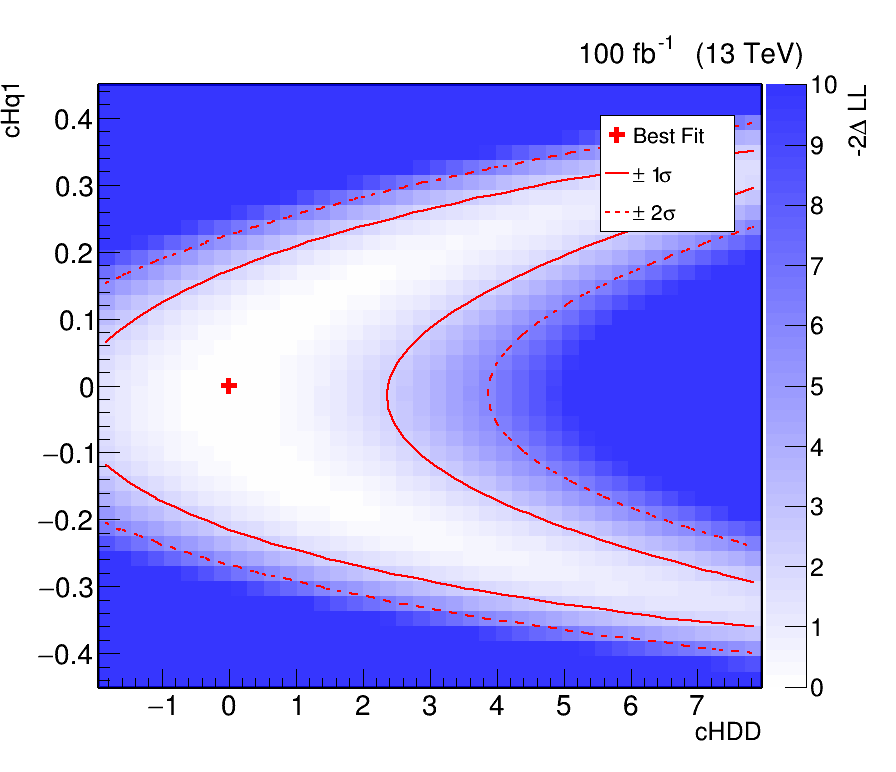 100 fb⁻¹ (13 TeV)
cHq1
0.4
0.3
0.2
0.1
0
−0.1
−0.2
−0.3
−0.4
Best Fit
± 1σ
± 2σ
10
9
8
7
6
5
4
3
2
1
0
-2Δ LL
−1 0 1 2 3 4 5 6 7
cHDD